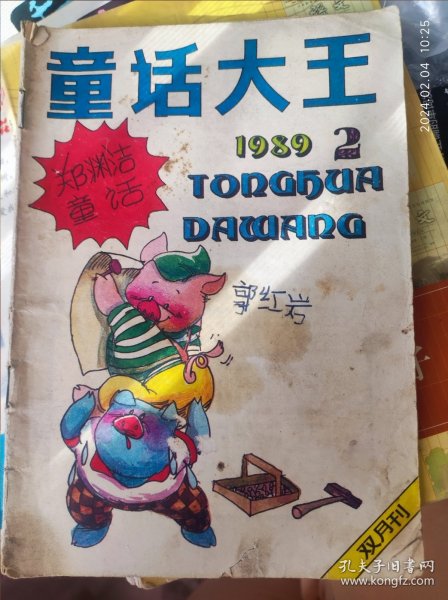 童话大王
郑渊洁
童话
1989 2
TONGHUA
DAWANG
郭红岩
双月刊
2024.02.04 10:25
孔夫子旧书网
www.kongfz.com